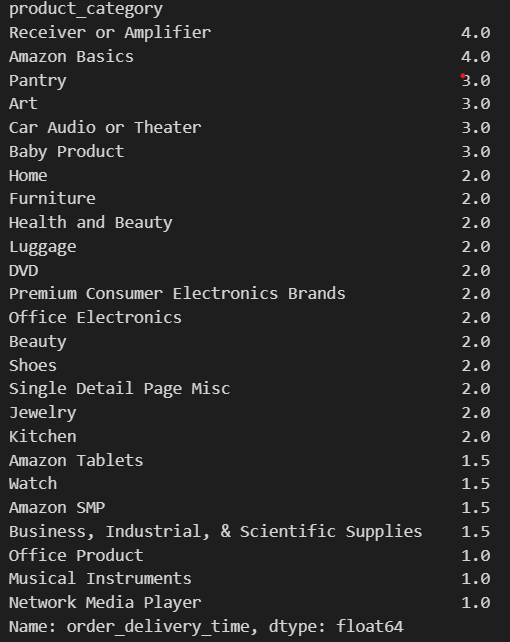 product_category
Receiver or Amplifier 4.0
Amazon Basics 4.0
Pantry 3.0
Art 3.0
Car Audio or Theater 3.0
Baby Product 3.0
Home 2.0
Furniture 2.0
Health and Beauty 2.0
Luggage 2.0
DVD 2.0
Premium Consumer Electronics Brands 2.0
Office Electronics 2.0
Beauty 2.0
Shoes 2.0
Single Detail Page Misc 2.0
Jewelry 2.0
Kitchen 2.0
Amazon Tablets 1.5
Watch 1.5
Amazon SMP 1.5
Business, Industrial, & Scientific Supplies 1.5
Office Product 1.0
Musical Instruments 1.0
Network Media Player 1.0
Name: order_delivery_time, dtype: float64